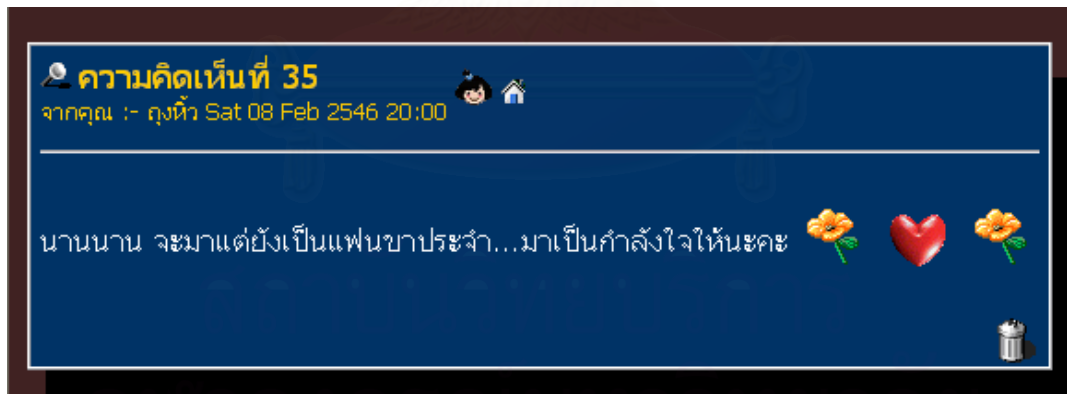 ความคิดเห็นที่ 35
จากคุณ :- ถุงหิ้ว Sat 08 Feb 2546 20:00
นานนาน จะมาแต่ยังเป็นแฟนขาประจำ...มาเป็นกำลังใจให้นะคะ